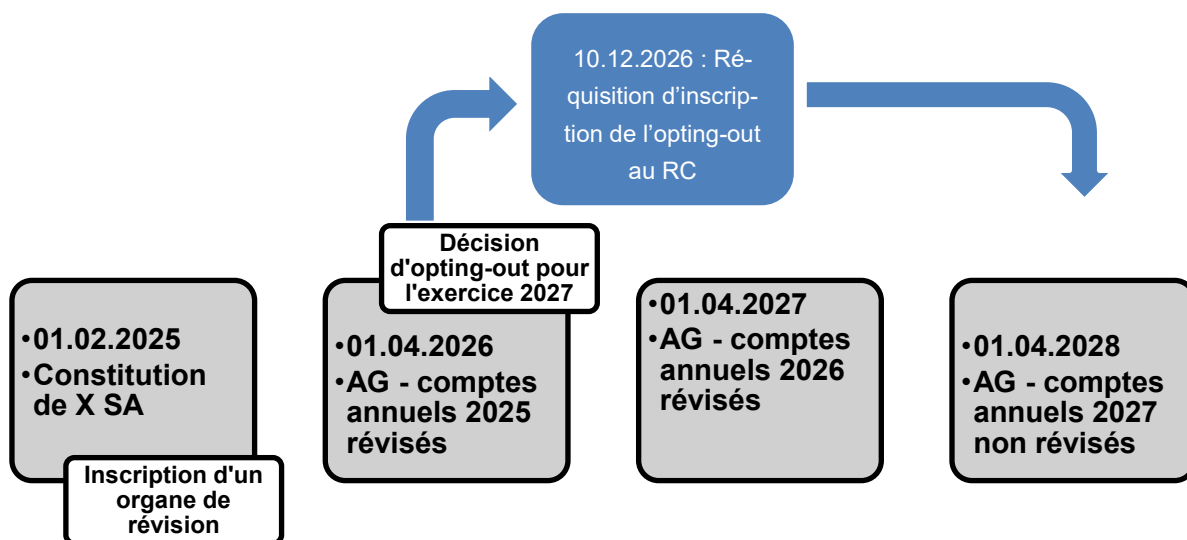 10.12.2026 : Ré-
quisition d’inscrip-
tion de l’opting-out
au RC
Décision
d'opting-out pour
l'exercice 2027
•01.02.2025
•Constitution
de X SA
Inscription d'un
organe de
révision
•01.04.2026
•AG - comptes
annuels 2025
révisés
•01.04.2027
•AG - comptes
annuels 2026
révisés
•01.04.2028
•AG - comptes
annuels 2027
non révisés